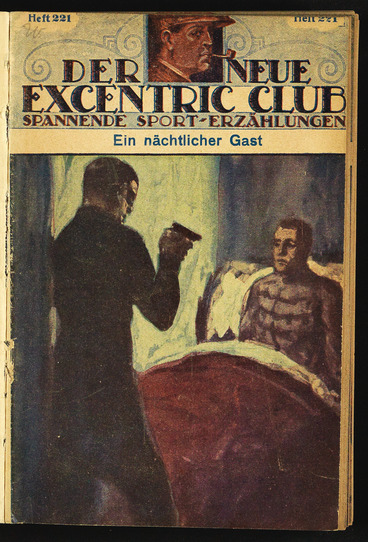 Heft 221 Heft 221
DER NEUE
EXCENTRIC CLUB
SPANNENDE SPORT-ERZÄHLUNGEN
Ein nächtlicher Gast